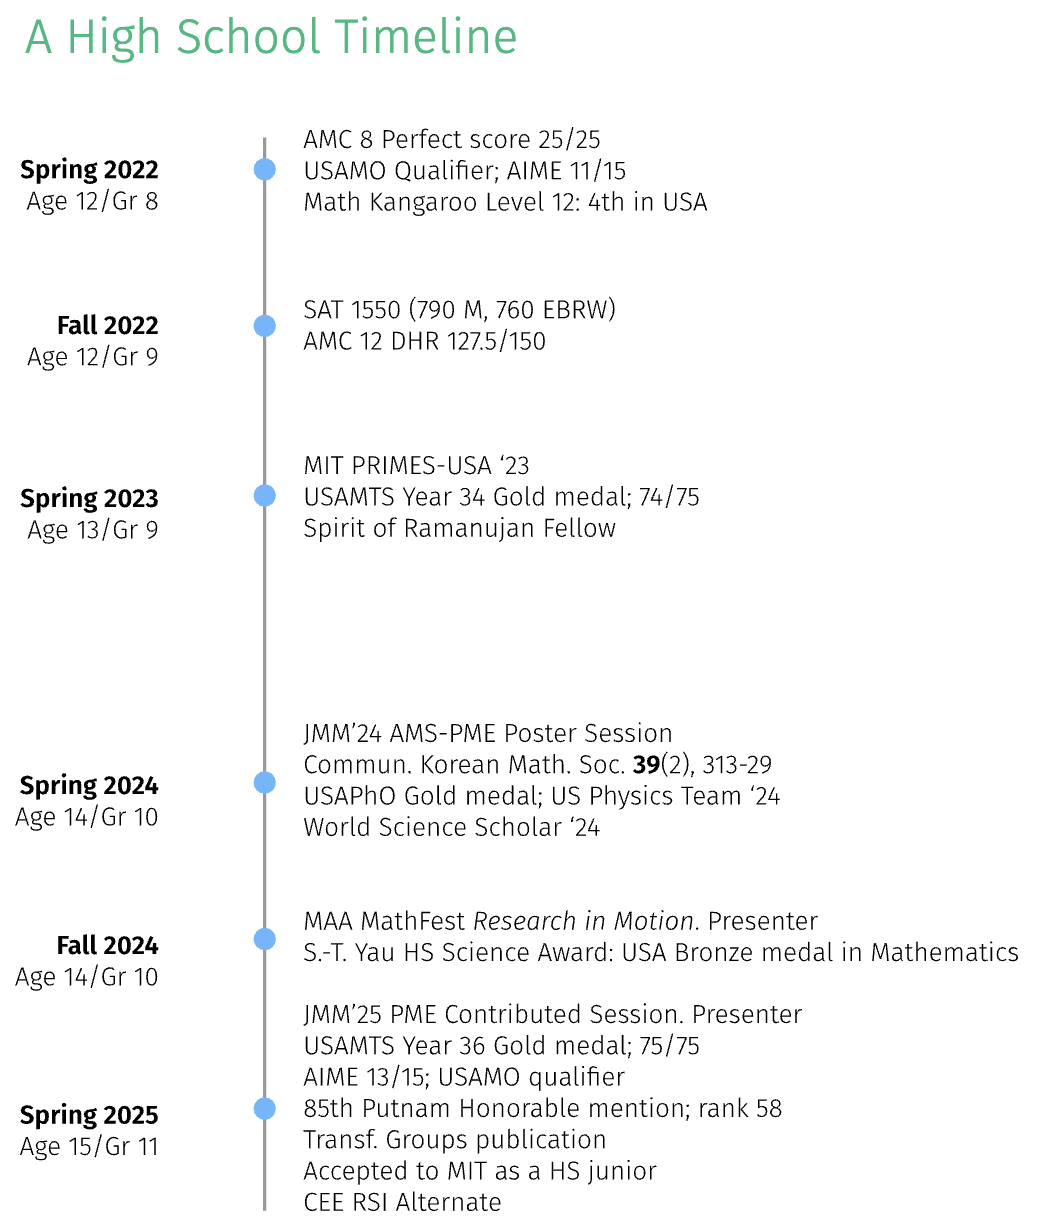 A High School Timeline
Spring 2022
Age 12/Gr 8
AMC 8 Perfect score 25/25
USAMO Qualifier; AIME 11/15
Math Kangaroo Level 12: 4th in USA
Fall 2022
Age 12/Gr 9
SAT 1550 (790 M, 760 EBRW)
AMC 12 DHR 127.5/150
Spring 2023
Age 13/Gr 9
MIT PRIMES-USA ‘23
USAMTS Year 34 Gold medal; 74/75
Spirit of Ramanujan Fellow
Spring 2024
Age 14/Gr 10
JMM’24 AMS-PME Poster Session
Commun. Korean Math. Soc. 39(2), 313-29
USAPhO Gold medal; US Physics Team ‘24
World Science Scholar ‘24
Fall 2024
Age 14/Gr 10
MAA MathFest Research in Motion. Presenter
S.-T. Yau HS Science Award: USA Bronze medal in Mathematics
Spring 2025
Age 15/Gr 11
JMM’25 PME Contributed Session. Presenter
USAMTS Year 36 Gold medal; 75/75
AIME 13/15; USAMO qualifier
85th Putnam Honorable mention; rank 58
Transf. Groups publication
Accepted to MIT as a HS junior
CEE RSI Alternate